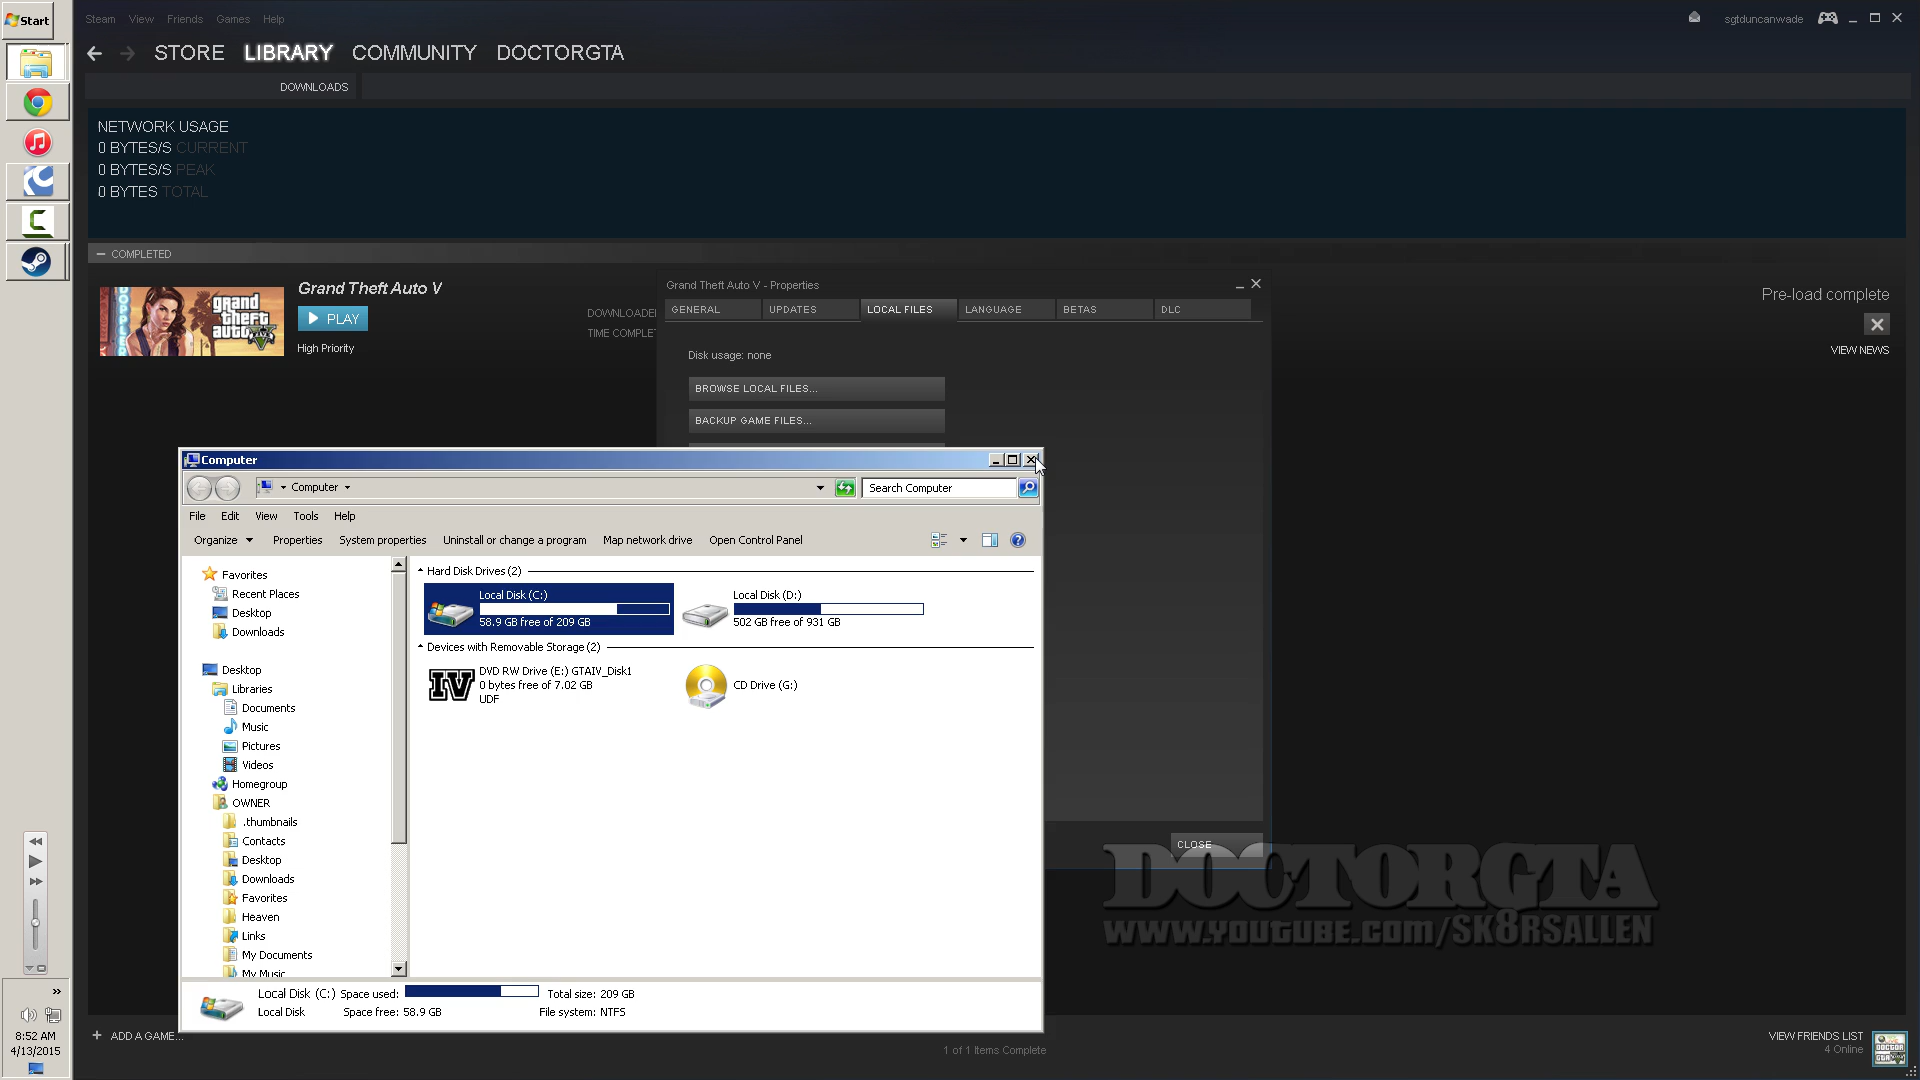 Start
Steam View Friends Games Help
sgtduncanwade
STORE LIBRARY COMMUNITY DOCTORGTA
DOWNLOADS
NETWORK USAGE
0 BYTES/S CURRENT
0 BYTES/S PEAK
0 BYTES TOTAL
COMPLETED
grand theft auto V
Grand Theft Auto V
PLAY
High Priority
Pre-load complete
VIEW NEWS
Grand Theft Auto V - Properties
GENERAL UPDATES LOCAL FILES LANGUAGE BETAS DLC
Disk usage: none
BROWSE LOCAL FILES...
BACKUP GAME FILES...
CLOSE
Computer
Computer
Search Computer
File Edit View Tools Help
Organize Properties System properties Uninstall or change a program Map network drive Open Control Panel
Favorites
Recent Places
Desktop
Downloads
Desktop
Libraries
Documents
Music
Pictures
Videos
Homegroup
OWNER
.thumbnails
Contacts
Desktop
Downloads
Favorites
Heaven
Links
My Documents
My Music
Hard Disk Drives (2)
Local Disk (C:)
58.9 GB free of 209 GB
Local Disk (D:)
502 GB free of 931 GB
Devices with Removable Storage (2)
IV
DVD RW Drive (E:) GTAIV_Disk1
0 bytes free of 7.02 GB
UDF
CD Drive (G:)
Local Disk (C:) Space used: Total size: 209 GB
Local Disk Space free: 58.9 GB File system: NTFS
DOCTORGTA
www.youtube.com/SK8RSALLEN
8:52 AM
4/13/2015
+ ADD A GAME...
1 of 1 Items Complete
VIEW FRIENDS LIST
4 Online